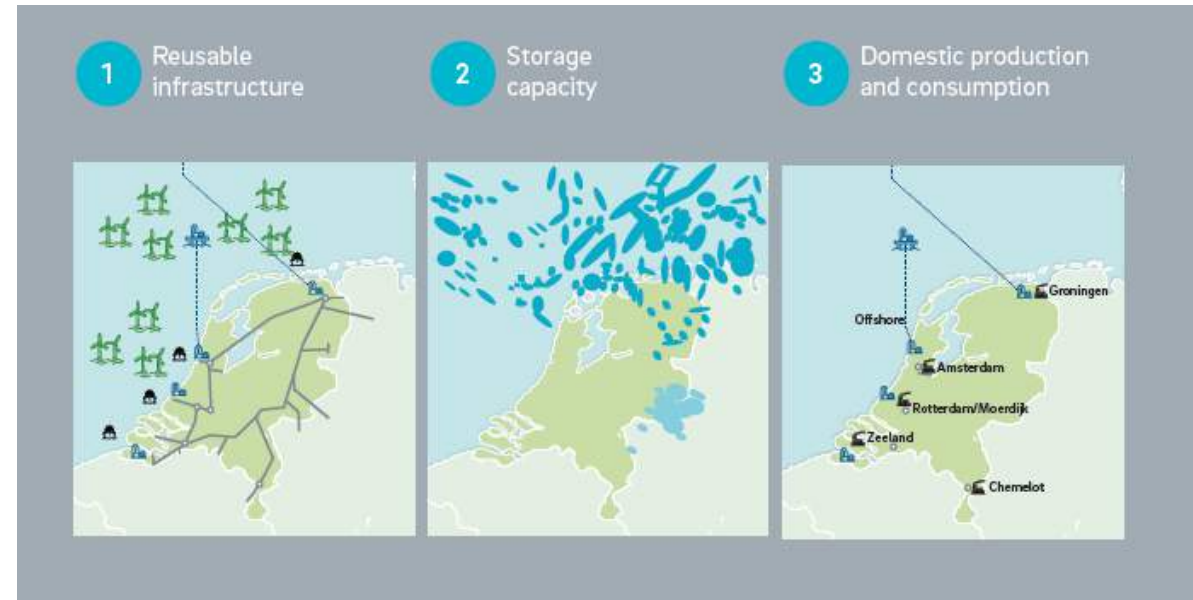 1
Reusable
infrastructure
2
Storage
capacity
3
Domestic production
and consumption
Groningen
Offshore
Amsterdam
Rotterdam/Moerdijk
Zeeland
Chemelot